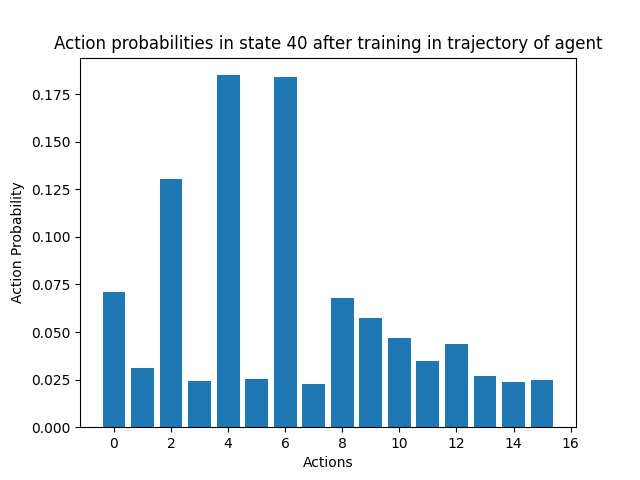 Action probabilities in state 40 after training in trajectory of agent
Action Probability
0.175
0.150
0.125
0.100
0.075
0.050
0.025
0.000
0 2 4 6 8 10 12 14 16
Actions